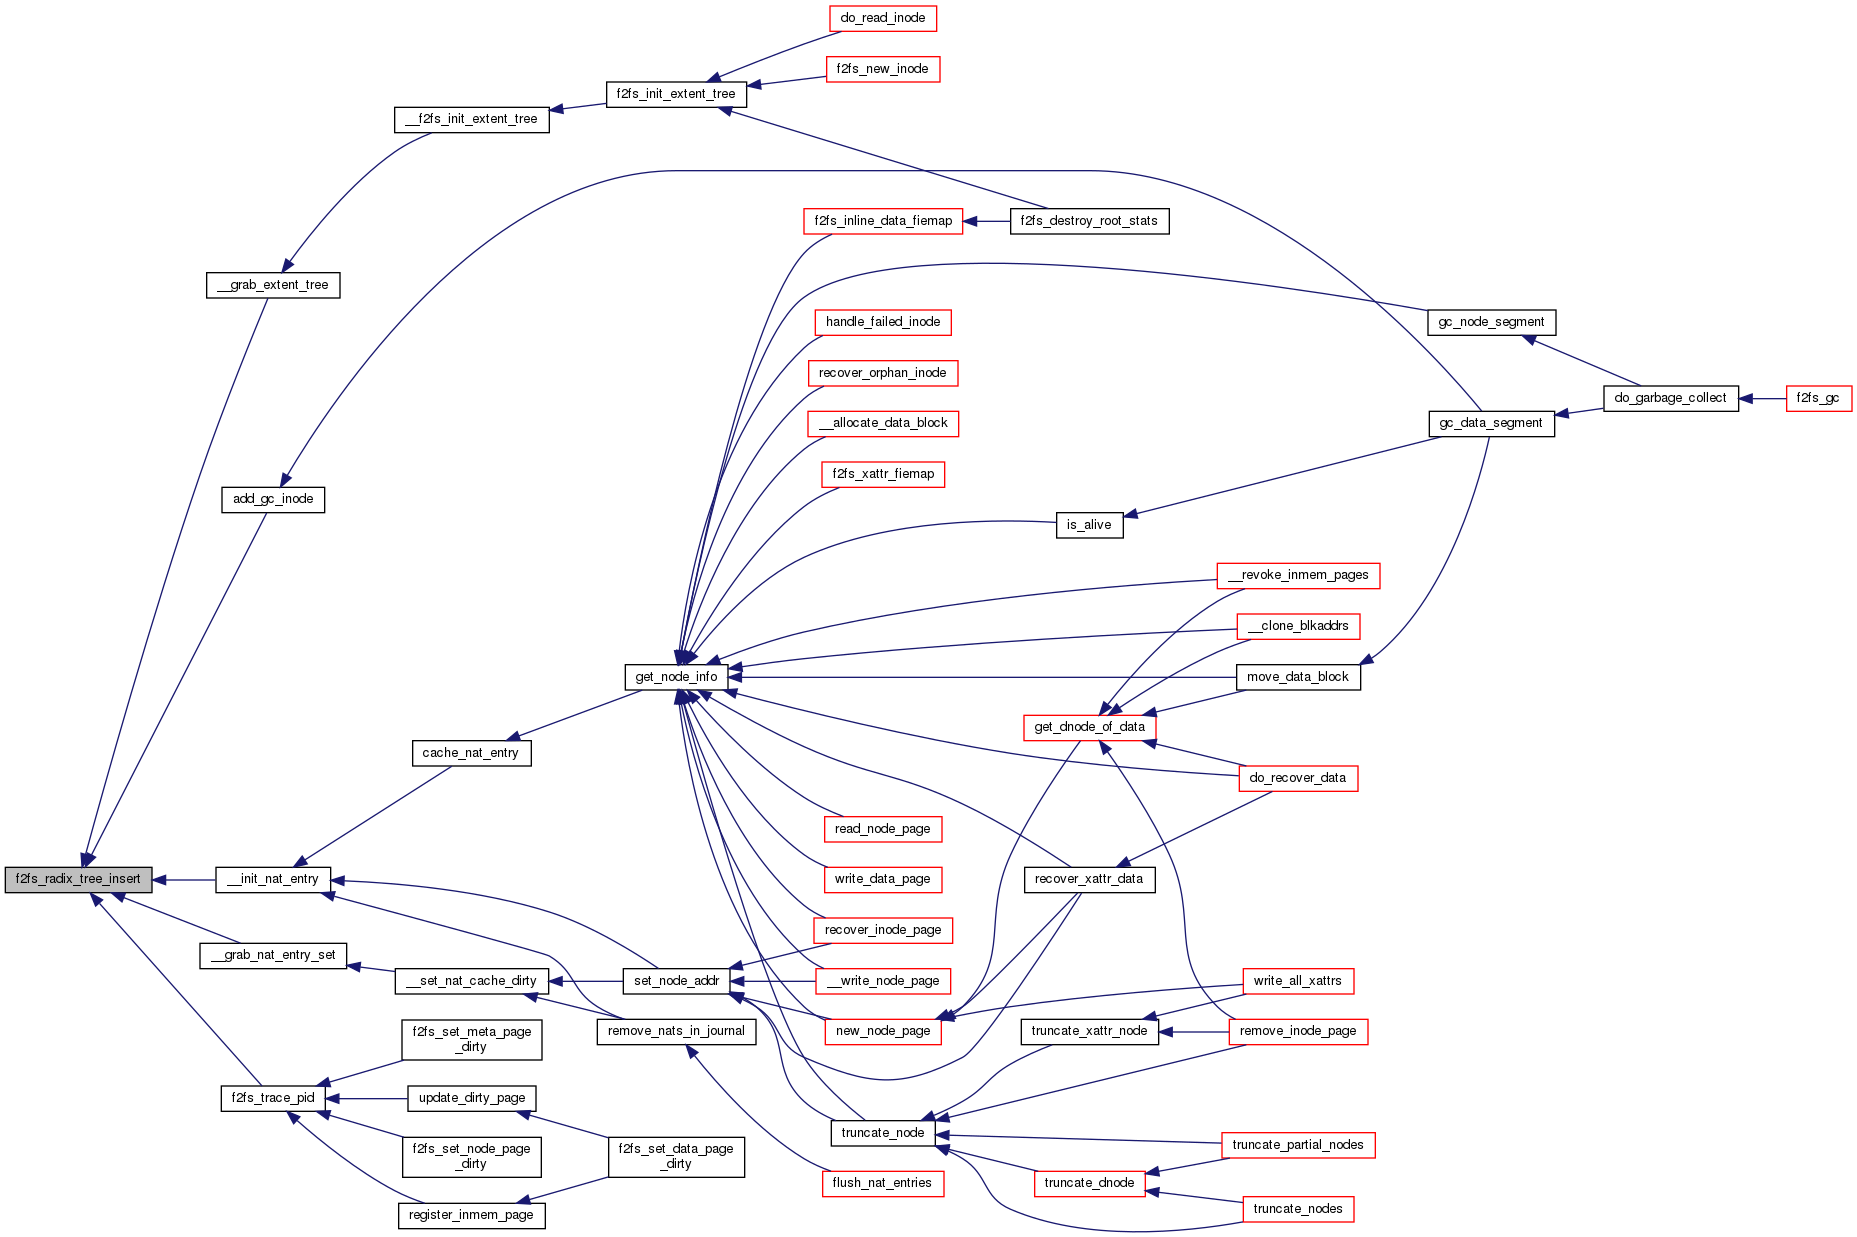 do_read_inode
f2fs_new_inode
f2fs_init_extent_tree
__f2fs_init_extent_tree
f2fs_inline_data_fiemap
f2fs_destroy_root_stats
__grab_extent_tree
handle_failed_inode
gc_node_segment
recover_orphan_inode
do_garbage_collect
f2fs_gc
__allocate_data_block
gc_data_segment
f2fs_xattr_fiemap
add_gc_inode
is_alive
__revoke_inmem_pages
__clone_blkaddrs
get_node_info
move_data_block
get_dnode_of_data
cache_nat_entry
do_recover_data
read_node_page
f2fs_radix_tree_insert
__init_nat_entry
write_data_page
recover_xattr_data
recover_inode_page
__grab_nat_entry_set
__set_nat_cache_dirty
set_node_addr
__write_node_page
write_all_xattrs
f2fs_set_meta_page
_dirty
remove_nats_in_journal
new_node_page
truncate_xattr_node
remove_inode_page
f2fs_trace_pid
update_dirty_page
truncate_node
truncate_partial_nodes
f2fs_set_node_page
_dirty
f2fs_set_data_page
_dirty
flush_nat_entries
truncate_dnode
register_inmem_page
truncate_nodes